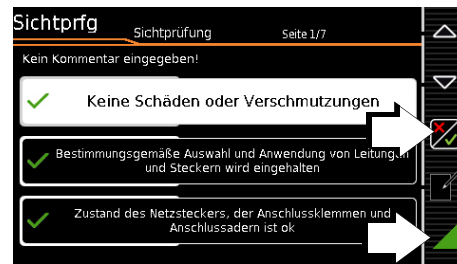 Sichtprfg
Sichtprüfung
Seite 1/7
Kein Kommentar eingegeben!
Keine Schäden oder Verschmutzungen
Bestimmungsgemäße Auswahl und Anwendung von Leitungen
und Steckern wird eingehalten
Zustand des Netzsteckers, der Anschlussklemmen und
Anschlussadern ist ok